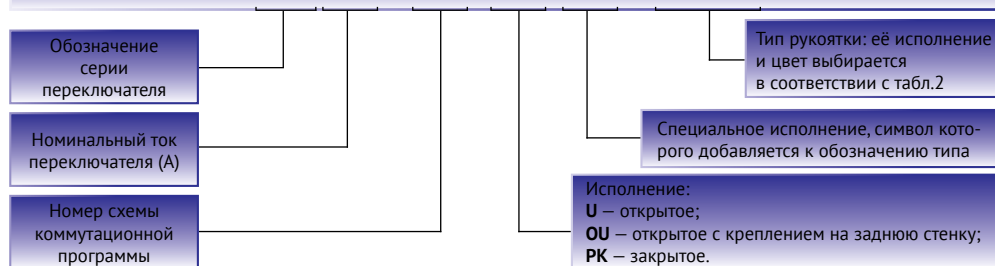 Обозначение
серии
переключателя
Номинальный ток
переключателя (А)
Номер схемы
коммутационной
программы
Тип рукоятки: её исполнение
и цвет выбирается
в соответствии с табл.2
Специальное исполнение, символ кото-
рого добавляется к обозначению типа
Исполнение:
U — открытое;
OU — открытое с креплением на заднюю стенку;
PK — закрытое.